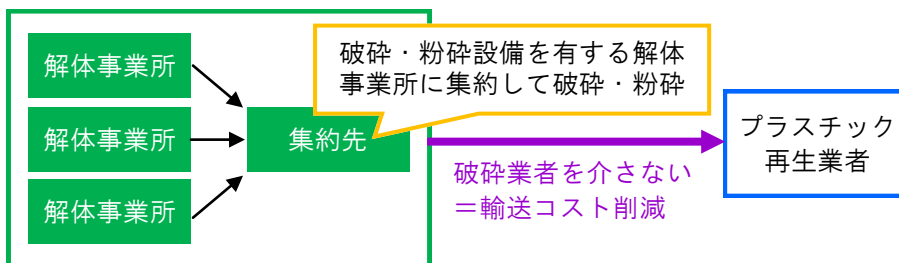 解体事業所
解体事業所
解体事業所
集約先
破砕・粉砕設備を有する解体
事業所に集約して破砕・粉砕
破砕業者を介さない
＝輸送コスト削減
プラスチック
再生業者